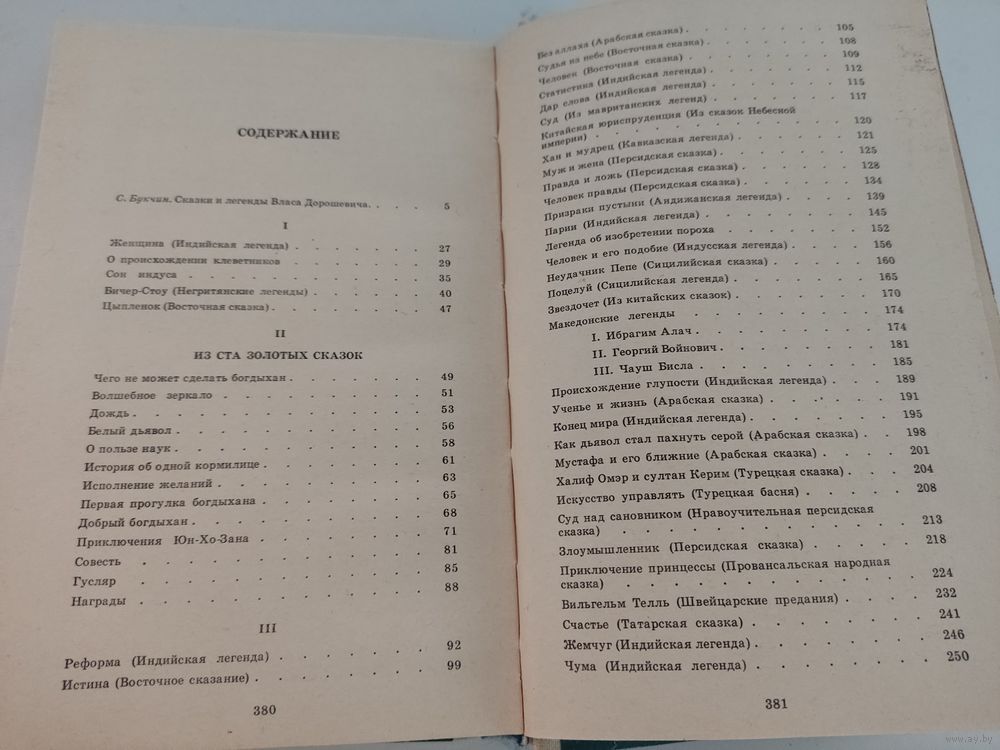 СОДЕРЖАНИЕ
С. Букчин. Сказки и легенды Власа Дорошевича. . . . 5
I
Женщина (Индийская легенда) . . . . . . 27
О происхождении клеветников . . . . . . 29
Сон индуса . . . . . . . . . . 35
Бичер-Стоу (Негритянские легенды) . . . . . 40
Цыпленок (Восточная сказка) . . . . . . . 47
II
ИЗ СТА ЗОЛОТЫХ СКАЗОК
Чего не может сделать богдыхан . . . . . . 49
Волшебное зеркало . . . . . . . . 51
Дождь . . . . . . . . . . . 53
Белый дьявол . . . . . . . . . . 56
О пользе наук . . . . . . . . . . 58
История об одной кормилице . . . . . . . 61
Исполнение желаний . . . . . . . . 63
Первая прогулка богдыхана . . . . . . . 65
Добрый богдыхан . . . . . . . . . 68
Приключения Юн-Хо-Зана . . . . . . . 71
Совесть . . . . . . . . . . . 81
Гусляр . . . . . . . . . . . 85
Награды . . . . . . . . . . . 88
III
Реформа (Индийская легенда) . . . . . . 92
Истина (Восточное сказание) . . . . . . . 99
380
Без аллаха (Арабская сказка) . . . . . . 105
Судья на небе (Восточная сказка) . . . . . 108
Человек (Восточная сказка) . . . . . . 109
Статистика (Индийская легенда) . . . . . 112
Дар слова (Индийская легенда) . . . . . 115
Суд (Из мавританских легенд) . . . . . 117
Китайская юриспруденция (Из сказок Небесной
империи) . . . . . . . . . . 120
Хан и мудрец (Кавказская легенда) . . . . . 121
Муж и жена (Персидская сказка) . . . . . 125
Правда и ложь (Персидская сказка) . . . . . 128
Человек правды (Персидская сказка) . . . . . 134
Призраки пустыни (Андижанская легенда) . . . . 139
Парии (Индийская легенда) . . . . . . 145
Легенда об изобретении пороха . . . . . 152
Человек и его подобие (Индусская легенда) . . . . 156
Неудачник Пепе (Сицилийская сказка) . . . . . 160
Поцелуй (Сицилийская легенда) . . . . . . 165
Звездочет (Из китайских сказок) . . . . . . 170
Македонские легенды . . . . . . . . 174
I. Ибрагим Алач . . . . . . . . 174
II. Георгий Войнович . . . . . . . 181
III. Чауш Бисла . . . . . . . . 185
Происхождение глупости (Индийская легенда) . . . 189
Ученье и жизнь (Арабская сказка) . . . . . 191
Конец мира (Индийская легенда) . . . . . . 195
Как дьявол стал пахнуть серой (Арабская сказка) . . 198
Мустафа и его ближние (Арабская сказка) . . . . 201
Халиф Омэр и султан Керим (Турецкая сказка) . . . 204
Искусство управлять (Турецкая басня) . . . . 208
Суд над сановником (Нравоучительная персидская
сказка) . . . . . . . . . . 213
Злоумышленник (Персидская сказка) . . . . . 218
Приключение принцессы (Провансальская народная
сказка) . . . . . . . . . . 224
Вильгельм Телль (Швейцарские предания) . . . . 232
Счастье (Татарская сказка) . . . . . . . 241
Жемчуг (Индийская легенда) . . . . . . . 246
Чума (Индийская легенда) . . . . . . . 250
381
www.ay.by